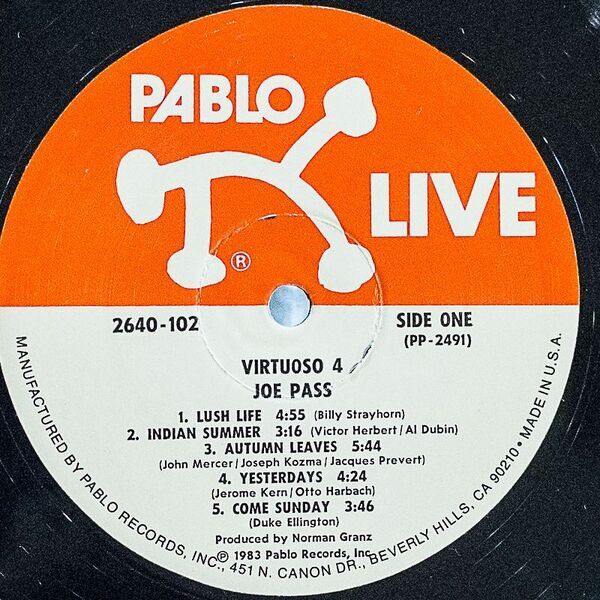 PABLO
LIVE
®
2640-102
SIDE ONE
(PP-2491)
VIRTUOSO 4
JOE PASS
1. LUSH LIFE 4:55 (Billy Strayhorn)
2. INDIAN SUMMER 3:16 (Victor Herbert/Al Dubin)
3. AUTUMN LEAVES 5:44
(John Mercer/Joseph Kozma/Jacques Prevert)
4. YESTERDAYS 4:24
(Jerome Kern/Otto Harbach)
5. COME SUNDAY 3:46
(Duke Ellington)
Produced by Norman Granz
℗ 1983 Pablo Records, Inc.
MANUFACTURED BY PABLO RECORDS, INC., 451 N. CANON DR., BEVERLY HILLS, CA 90210 • MADE IN U.S.A.